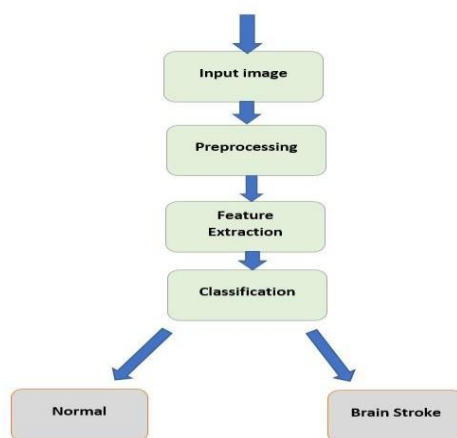 Input image
Preprocessing
Feature
Extraction
Classification
Normal
Brain Stroke